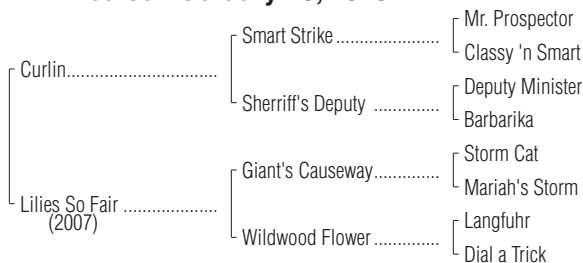 Mr. Prospector
Smart Strike
Classy 'n Smart
Curlin
Deputy Minister
Sherriff's Deputy
Barbarika
Storm Cat
Giant's Causeway
Mariah's Storm
Lilies So Fair
(2007)
Langfuhr
Wildwood Flower
Dial a Trick